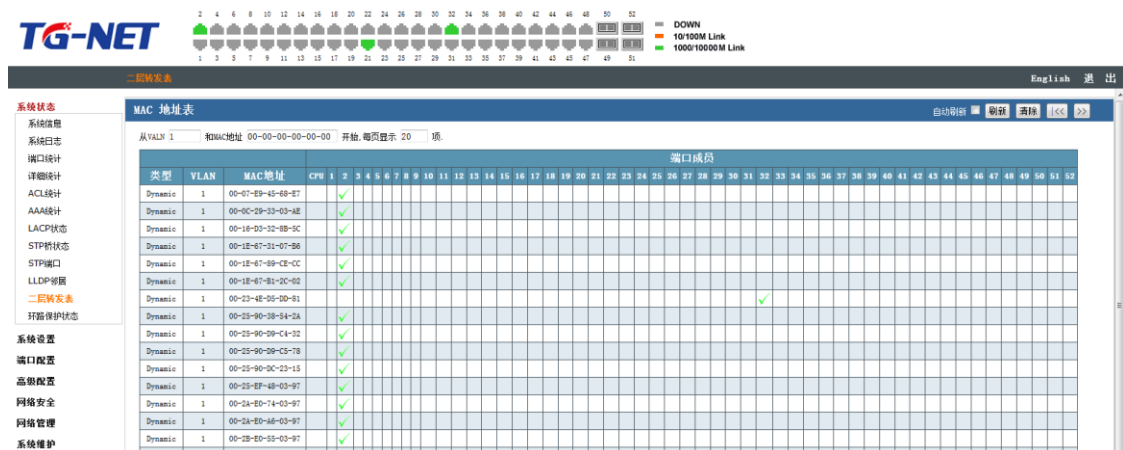 TG-NET
2 4 6 8 10 12 14 16 18 20 22 24 26 28 30 32 34 36 38 40 42 44 46 48 50 52
DOWN
10/100M Link
1000/10000M Link
1 3 5 7 9 11 13 15 17 19 21 23 25 27 29 31 33 35 37 39 41 43 45 47 49 51
二层转发表 English 退 出
系统状态
系统信息
系统日志
端口统计
详细统计
ACL统计
AAA统计
LACP状态
STP桥状态
STP端口
LLDP邻居
二层转发表
环路保护状态
系统设置
端口配置
高级配置
网络安全
网络管理
系统维护
MAC 地址表 自动刷新 刷新 清除 |<< >>
从VALN 1 和MAC地址 00-00-00-00-00-00 开始,每页显示 20 项.
端口成员
类型 VLAN MAC地址 CPU 1 2 3 4 5 6 7 8 9 10 11 12 13 14 15 16 17 18 19 20 21 22 23 24 25 26 27 28 29 30 31 32 33 34 35 36 37 38 39 40 41 42 43 44 45 46 47 48 49 50 51 52
Dynamic 1 00-07-E9-45-68-E7 ✓
Dynamic 1 00-0C-29-33-03-AE ✓
Dynamic 1 00-16-D3-32-8B-5C ✓
Dynamic 1 00-1E-67-31-07-B6 ✓
Dynamic 1 00-1E-67-89-CE-CC ✓
Dynamic 1 00-1E-67-B1-2C-02 ✓
Dynamic 1 00-23-4E-D5-DD-81 ✓
Dynamic 1 00-25-90-38-54-2A ✓
Dynamic 1 00-25-90-D9-C4-32 ✓
Dynamic 1 00-25-90-D9-C5-78 ✓
Dynamic 1 00-25-90-DC-23-15 ✓
Dynamic 1 00-25-EF-48-03-97 ✓
Dynamic 1 00-2A-E0-74-03-97 ✓
Dynamic 1 00-2A-E0-A6-03-97 ✓
Dynamic 1 00-2B-E0-55-03-97 ✓